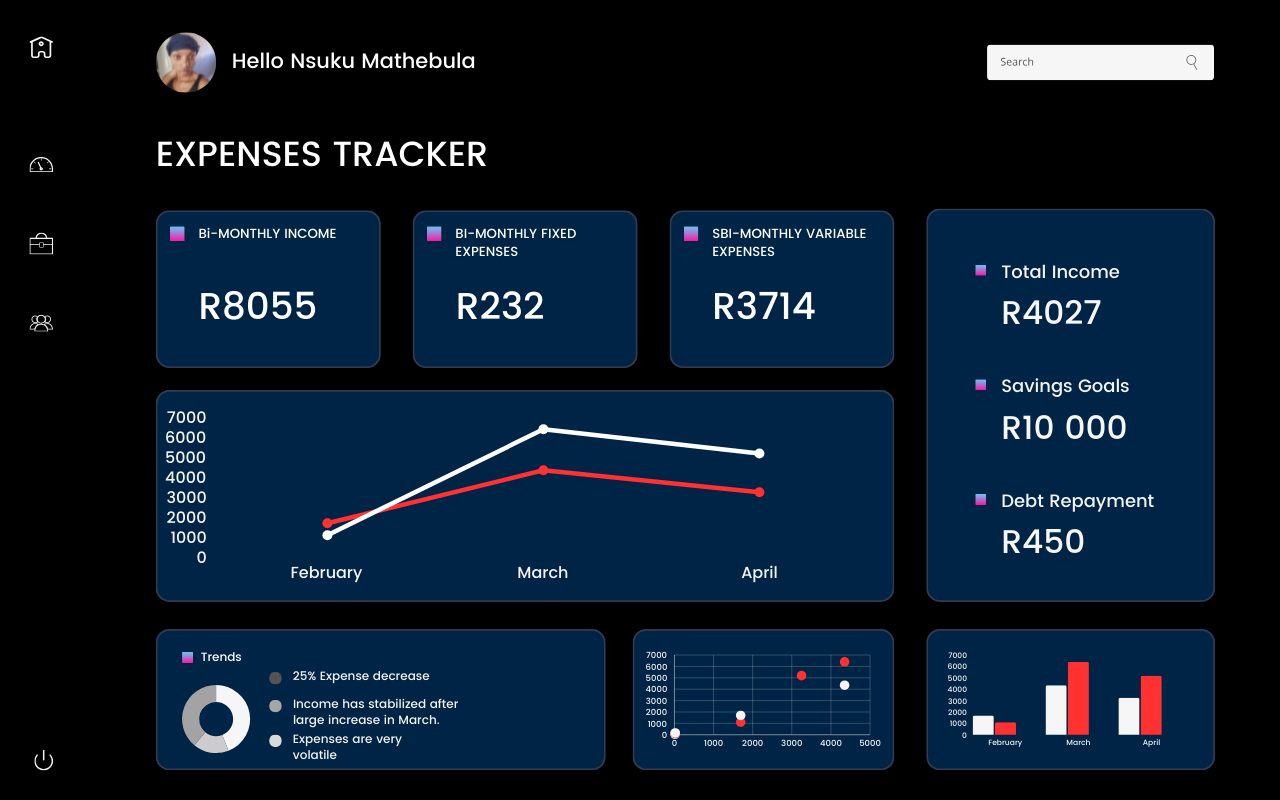 Hello Nsuku Mathebula
Search
EXPENSES TRACKER
Bi-MONTHLY INCOME
R8055
BI-MONTHLY FIXED
EXPENSES
R232
SBI-MONTHLY VARIABLE
EXPENSES
R3714
Total Income
R4027
Savings Goals
R10 000
Debt Repayment
R450
7000
6000
5000
4000
3000
2000
1000
0
February March April
Trends
25% Expense decrease
Income has stabilized after
large increase in March.
Expenses are very
volatile
7000
6000
5000
4000
3000
2000
1000
0
0 1000 2000 3000 4000 5000
7000
6000
5000
4000
3000
2000
1000
0
February March April